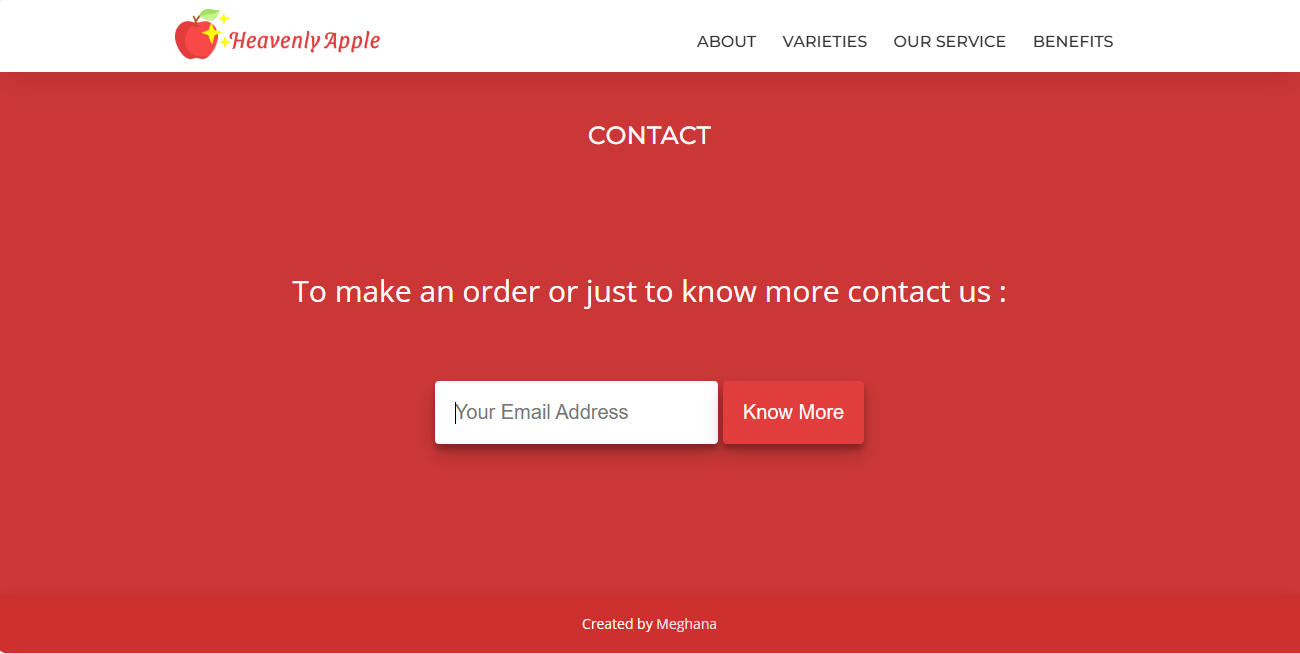 Heavenly Apple
ABOUT VARIETIES OUR SERVICE BENEFITS
CONTACT
To make an order or just to know more contact us :
Your Email Address Know More
Created by Meghana